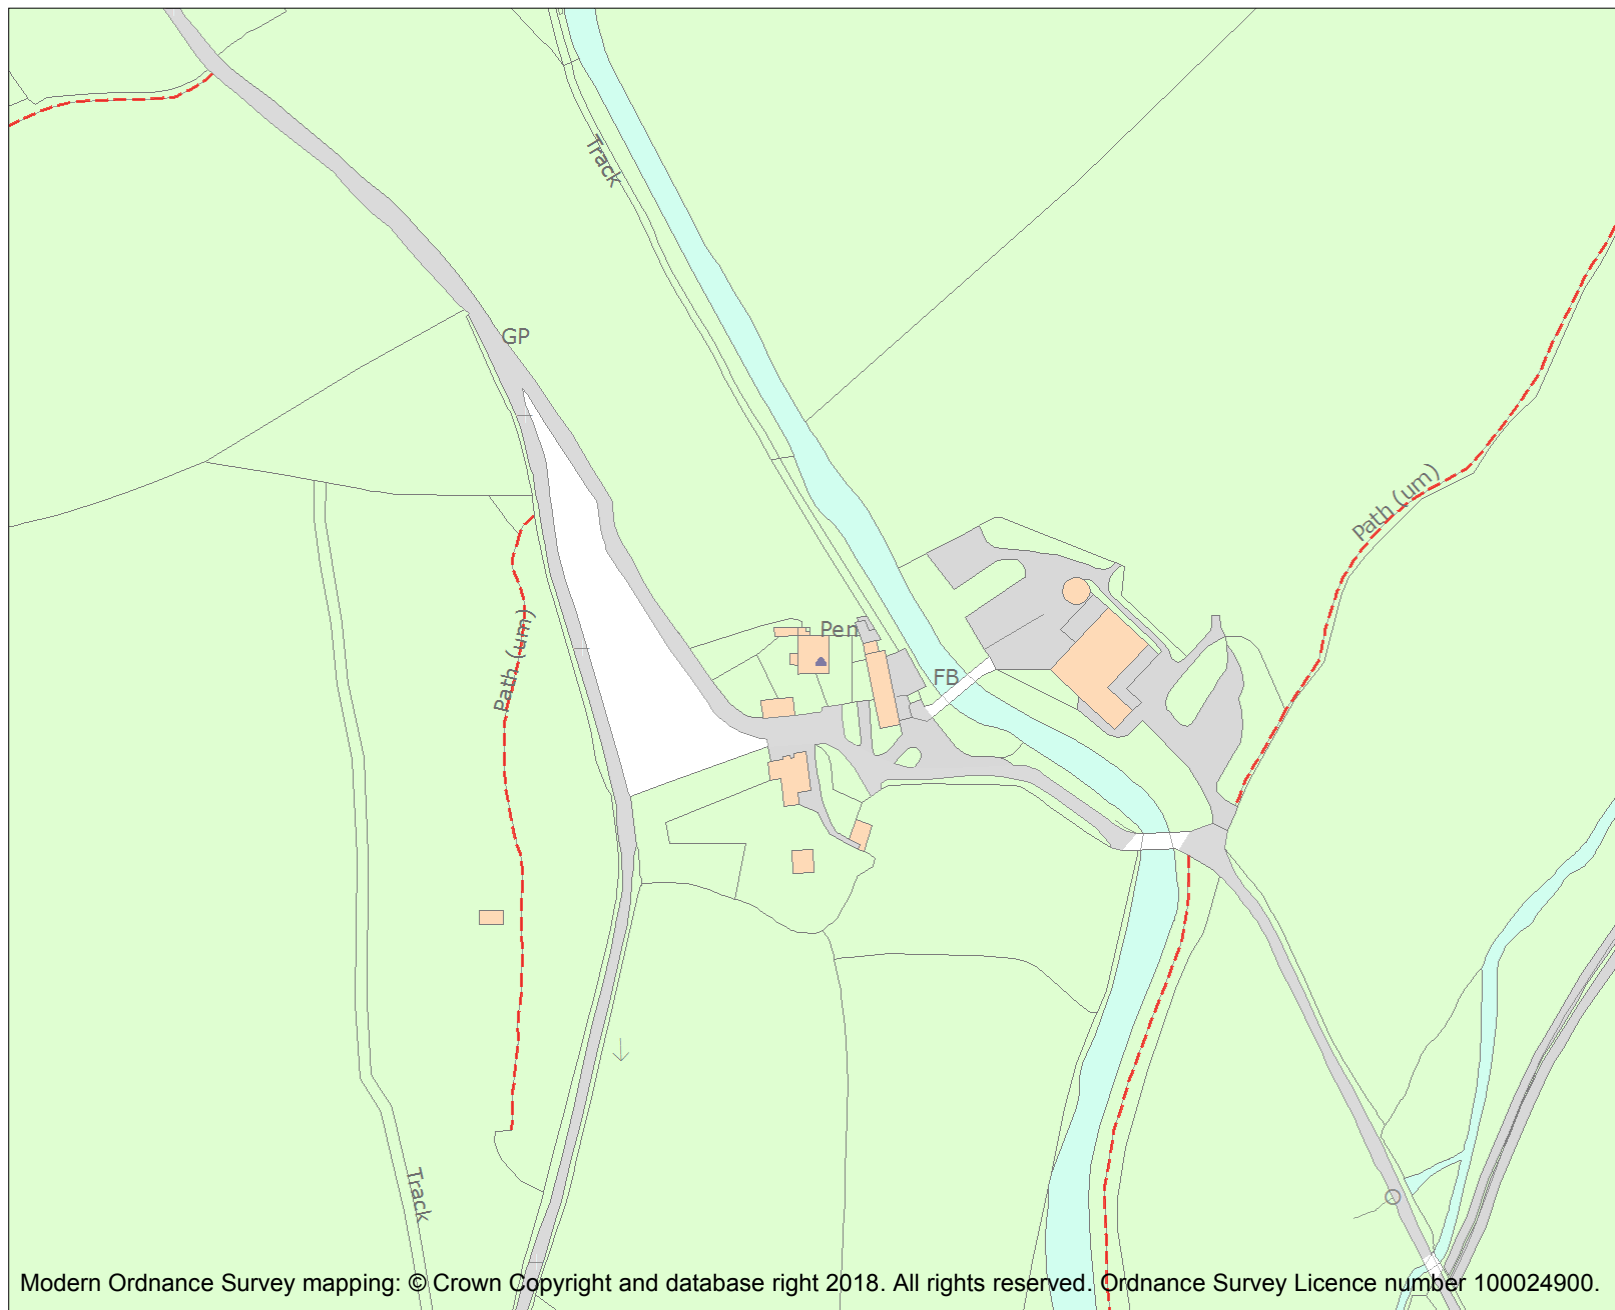 Track
GP
Path (um)
Pen
Path (um)
FB
Track
Modern Ordnance Survey mapping: © Crown Copyright and database right 2018. All rights reserved. Ordnance Survey Licence number 100024900.